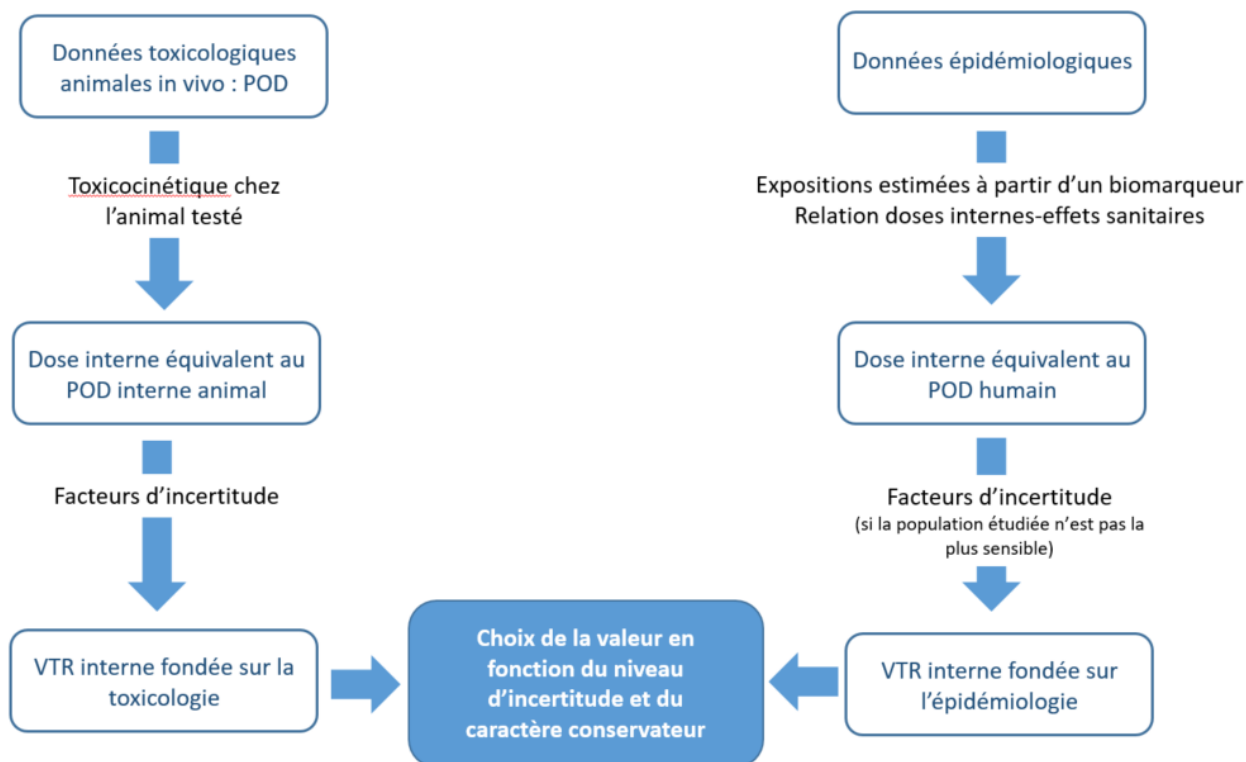 Données toxicologiques
animales in vivo : POD
Toxicocinétique chez
l'animal testé
Dose interne équivalent au
POD interne animal
Facteurs d'incertitude
VTR interne fondée sur la
toxicologie
Données épidémiologiques
Expositions estimées à partir d'un biomarqueur
Relation doses internes-effets sanitaires
Dose interne équivalent au
POD humain
Facteurs d'incertitude
(si la population étudiée n'est pas la
plus sensible)
VTR interne fondée sur
l'épidémiologie
Choix de la valeur en
fonction du niveau
d'incertitude et du
caractère conservateur